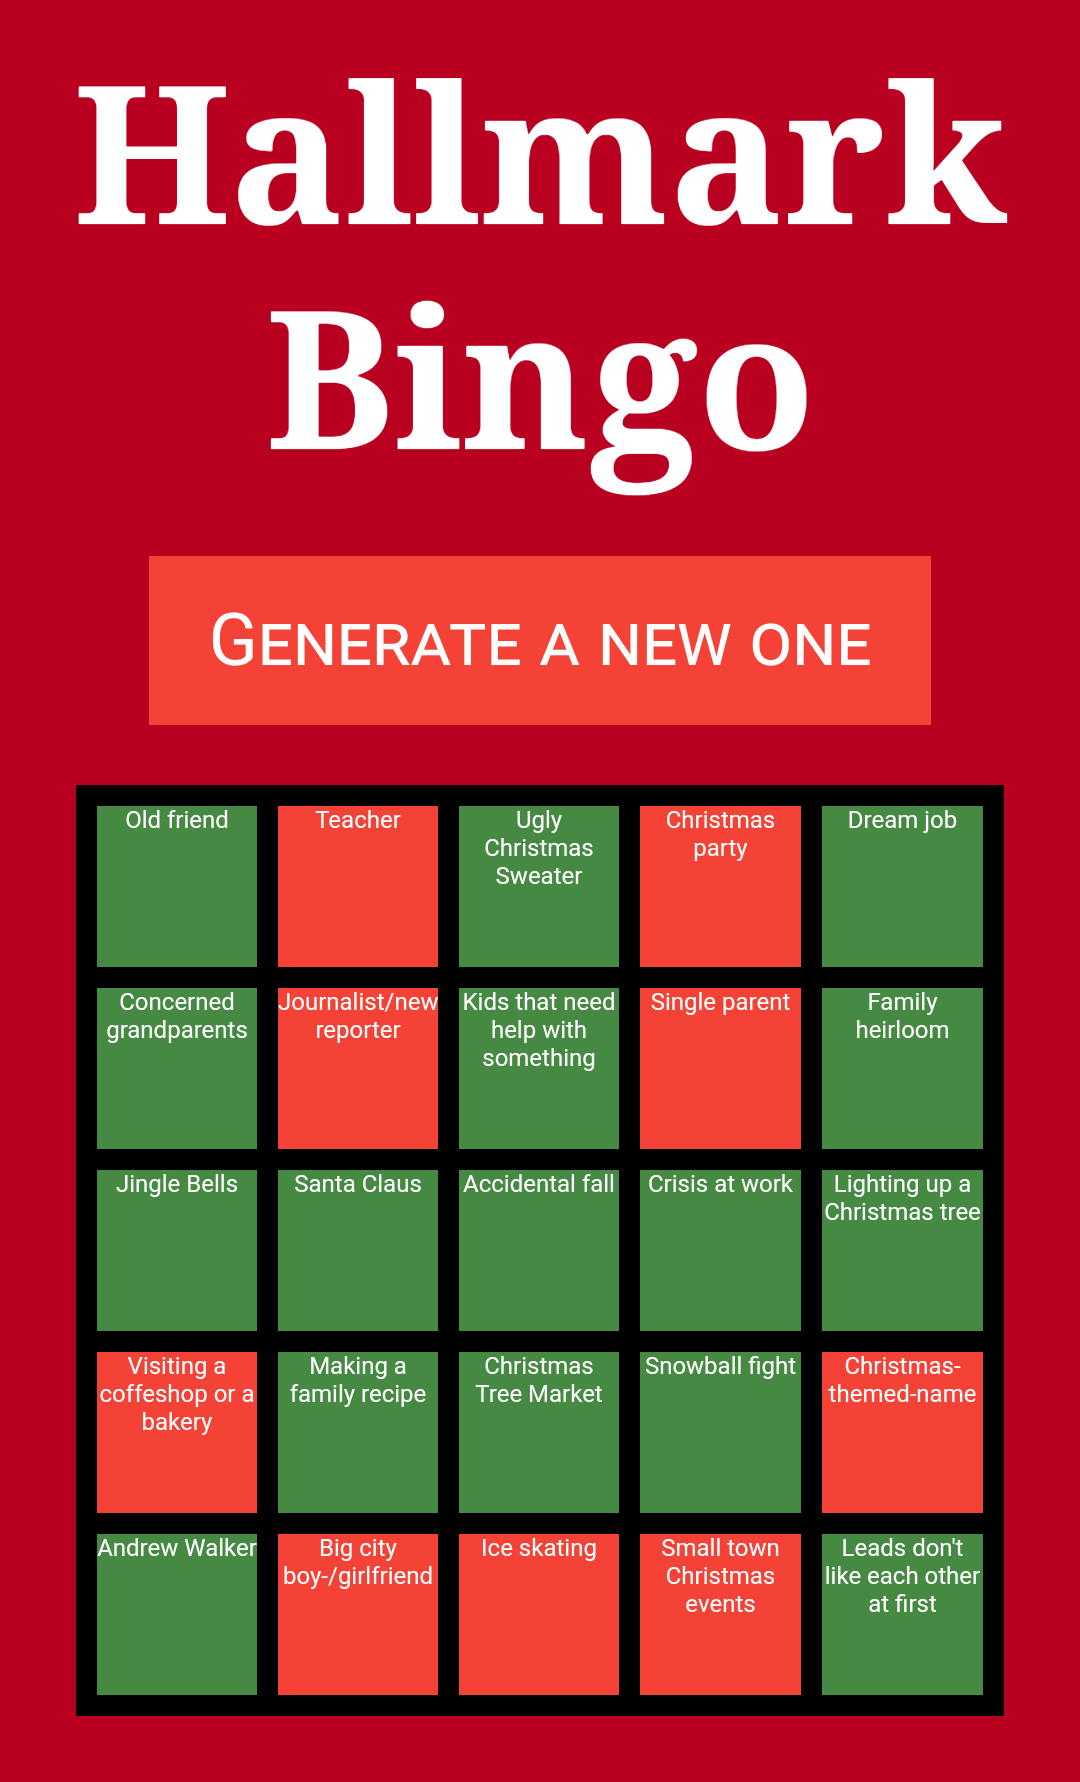 Hallmark
Bingo
Generate a new one
Old friend
Teacher
Ugly
Christmas
Sweater
Christmas
party
Dream job
Concerned
grandparents
Journalist/new
reporter
Kids that need
help with
something
Single parent
Family
heirloom
Jingle Bells
Santa Claus
Accidental fall
Crisis at work
Lighting up a
Christmas tree
Visiting a
coffeshop or a
bakery
Making a
family recipe
Christmas
Tree Market
Snowball fight
Christmas-
themed-name
Andrew Walker
Big city
boy-/girlfriend
Ice skating
Small town
Christmas
events
Leads don't
like each other
at first